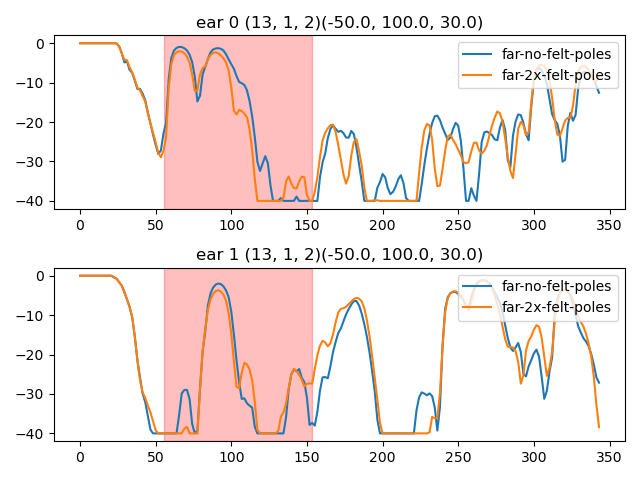 ear 0 (13, 1, 2)(-50.0, 100.0, 30.0)
0
−10
−20
−30
−40
far-no-felt-poles
far-2x-felt-poles
0 50 100 150 200 250 300 350
ear 1 (13, 1, 2)(-50.0, 100.0, 30.0)
0
−10
−20
−30
−40
far-no-felt-poles
far-2x-felt-poles
0 50 100 150 200 250 300 350